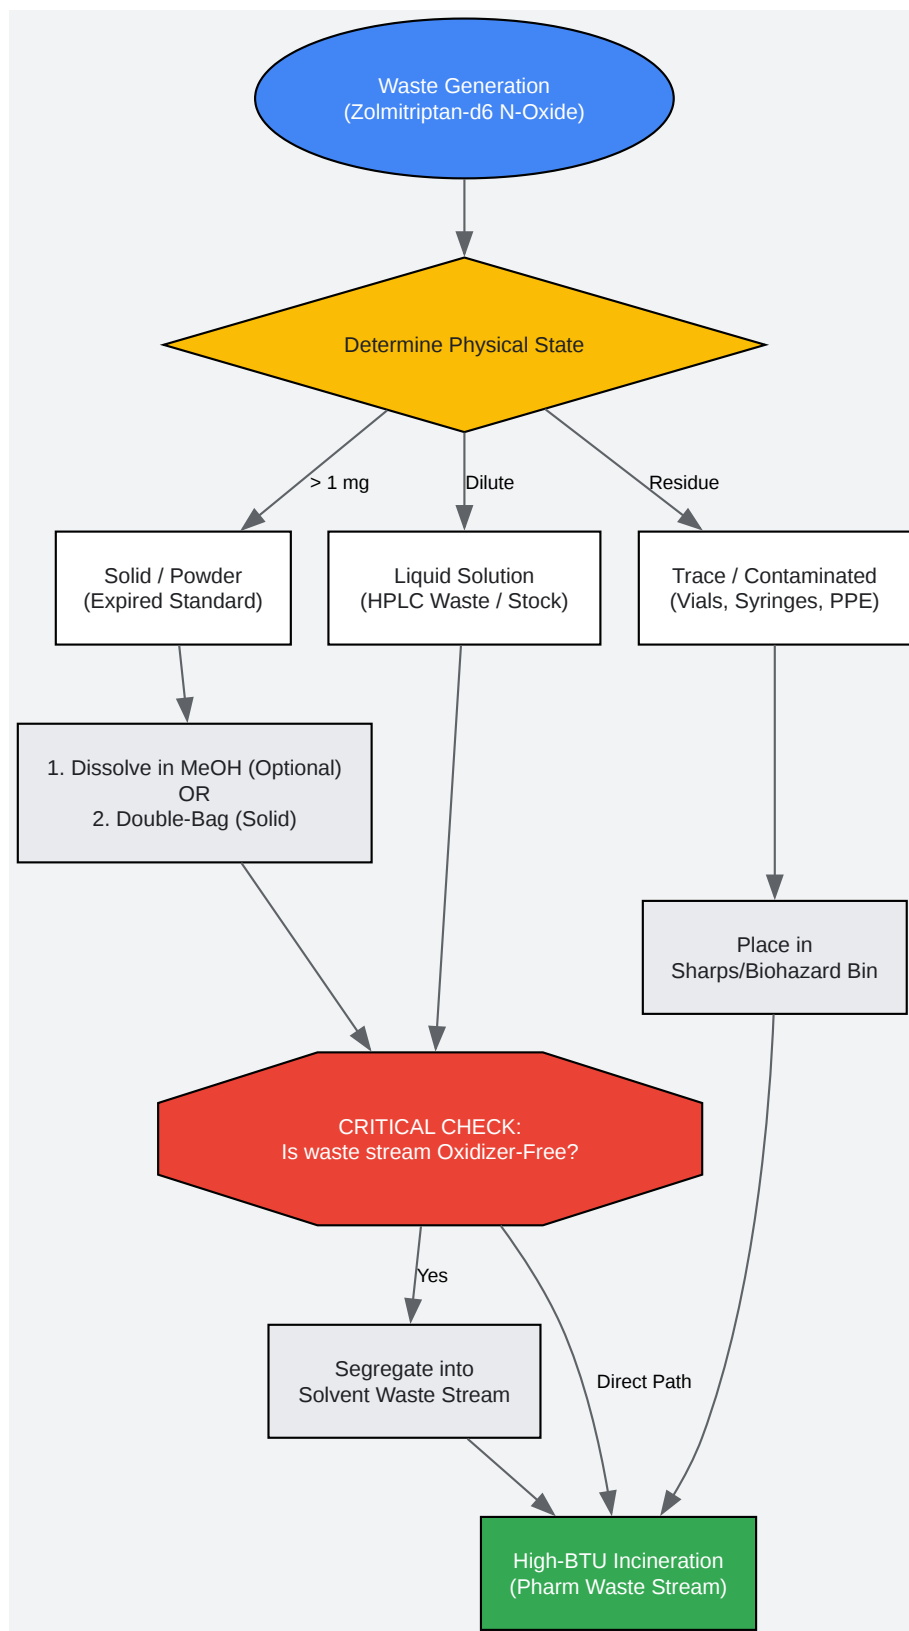 Waste Generation
(Zolmitriptan-d6 N-Oxide)
Determine Physical State
> 1 mg
Dilute
Residue
Solid / Powder
(Expired Standard)
Liquid Solution
(HPLC Waste / Stock)
Trace / Contaminated
(Vials, Syringes, PPE)
1. Dissolve in MeOH (Optional)
OR
2. Double-Bag (Solid)
Place in
Sharps/Biohazard Bin
CRITICAL CHECK:
Is waste stream Oxidizer-Free?
Yes
Segregate into
Solvent Waste Stream
Direct Path
High-BTU Incineration
(Pharm Waste Stream)